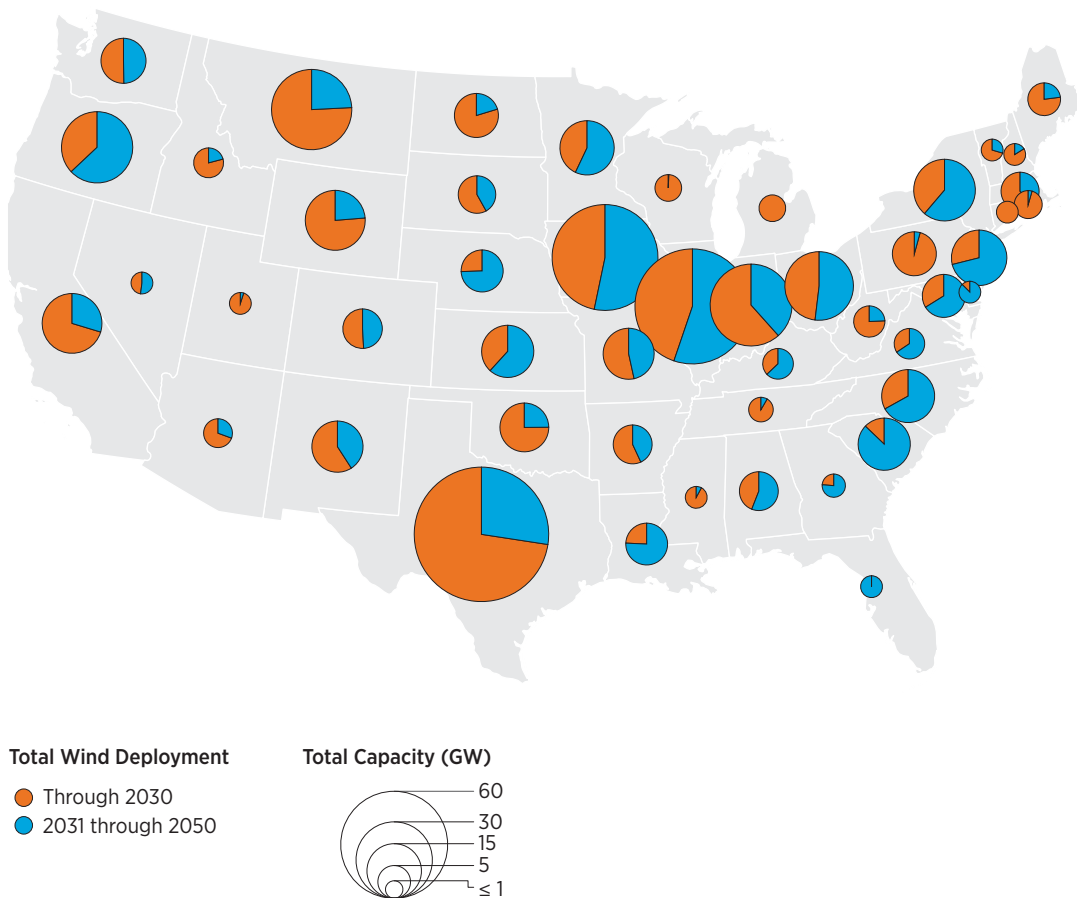 Total Wind Deployment
Through 2030
2031 through 2050
Total Capacity (GW)
60
30
15
5
≤ 1